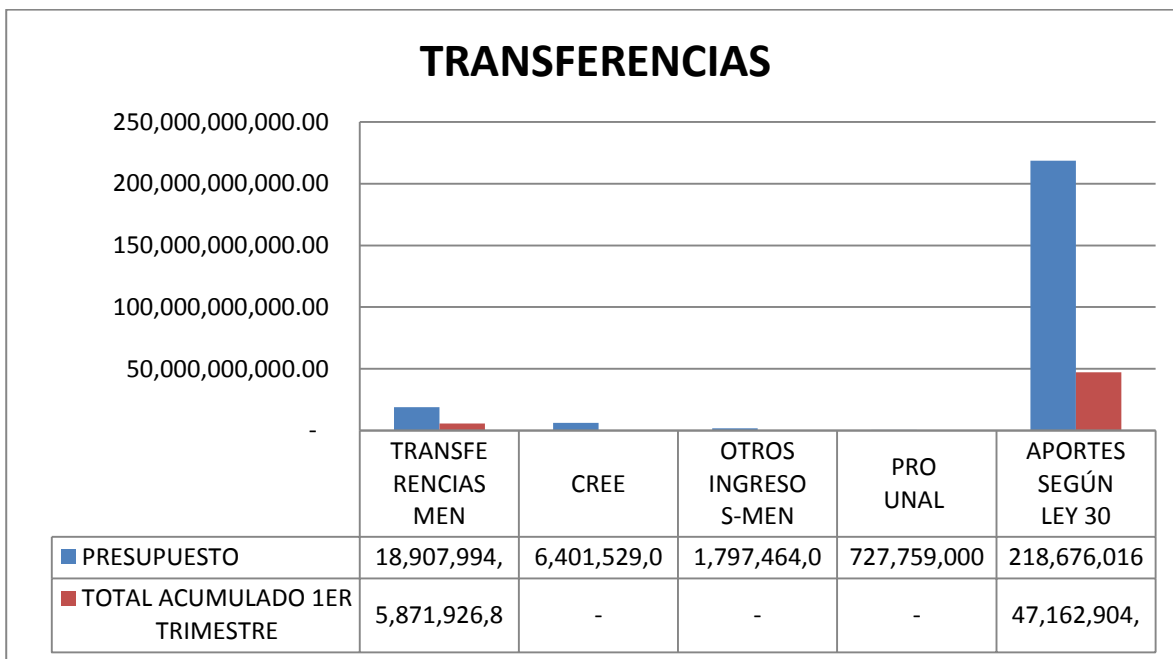 TRANSFERENCIAS
250,000,000,000.00
200,000,000,000.00
150,000,000,000.00
100,000,000,000.00
50,000,000,000.00
-
TRANSFE
RENCIAS
MEN
CREE
OTROS
INGRESO
S-MEN
PRO
UNAL
APORTES
SEGÚN
LEY 30
PRESUPUESTO 18,907,994, 6,401,529,0 1,797,464,0 727,759,000 218,676,016
TOTAL ACUMULADO 1ER
TRIMESTRE
5,871,926,8 - - - 47,162,904,